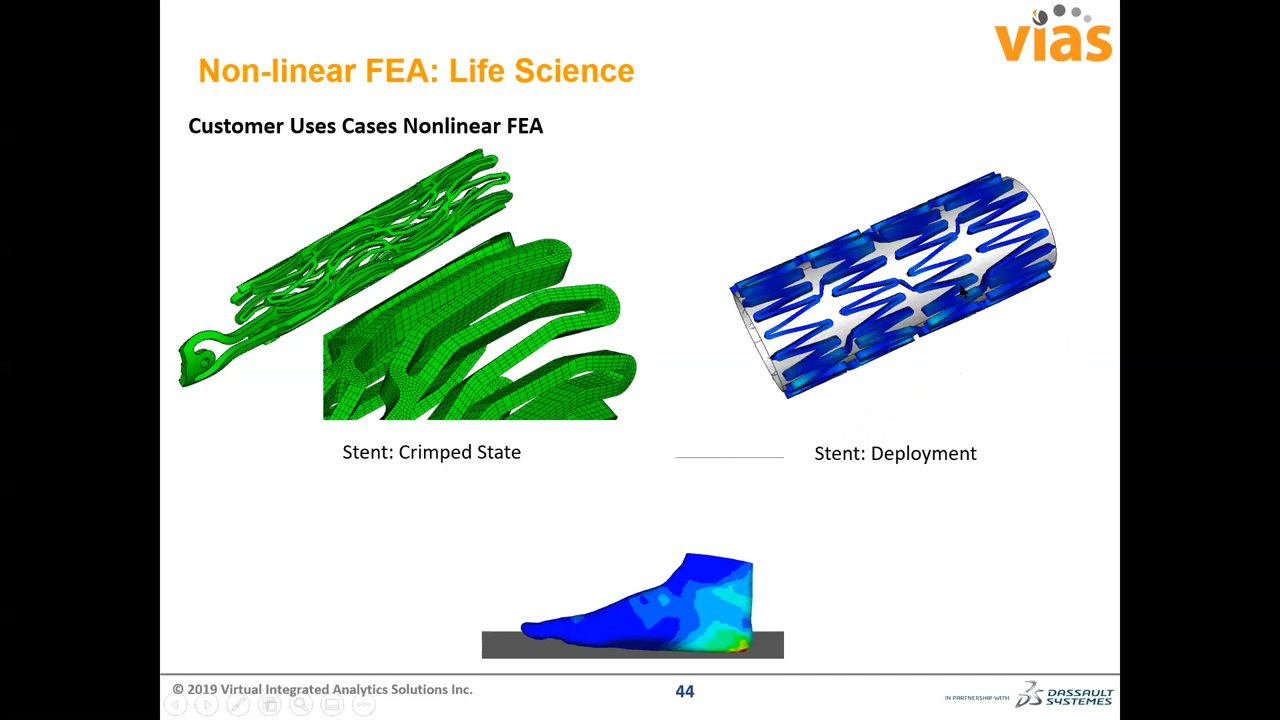 vias
Non-linear FEA: Life Science
Customer Uses Cases Nonlinear FEA
Stent: Crimped State
Stent: Deployment
© 2019 Virtual Integrated Analytics Solutions Inc.
44
IN PARTNERSHIP WITH
DASSAULT
SYSTEMES